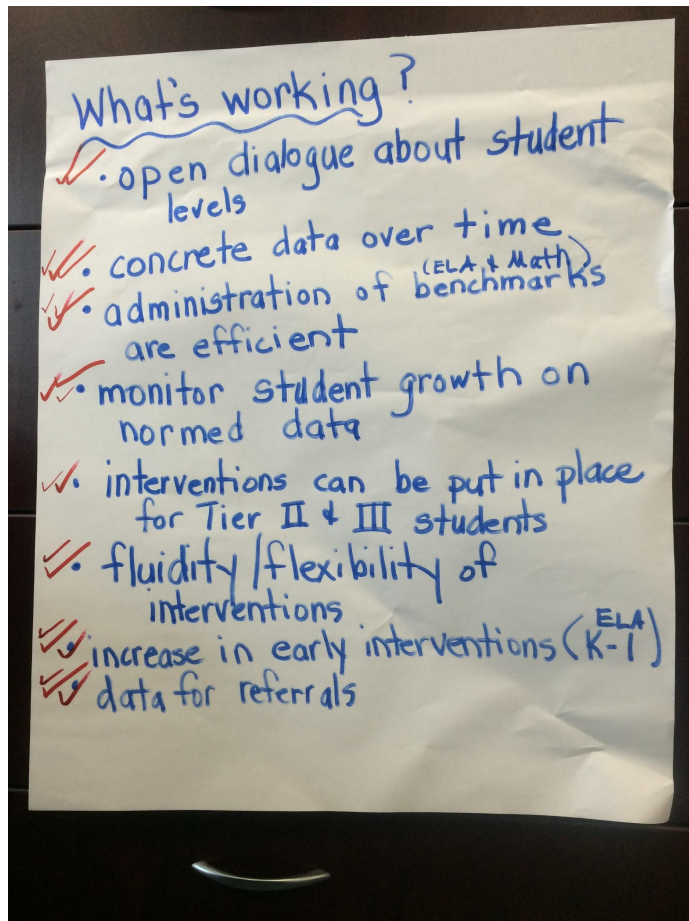 What's working?
• open dialogue about student
levels
• concrete data over time
(ELA & Math)
• administration of benchmarks
are efficient
• monitor student growth on
normed data
• interventions can be put in place
for Tier II & III students
• fluidity/flexibility of
interventions
ELA
• increase in early interventions (K-1)
• data for referrals